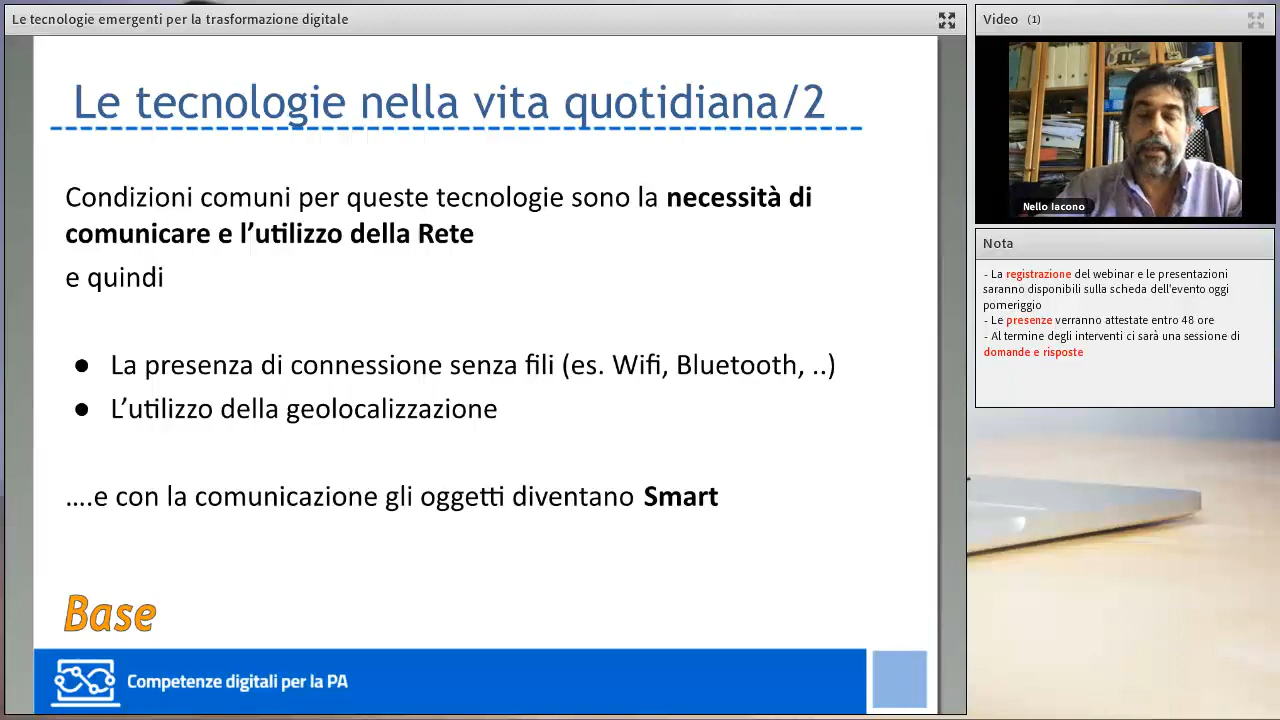 Le tecnologie emergenti per la trasformazione digitale
Le tecnologie nella vita quotidiana/2
Condizioni comuni per queste tecnologie sono la necessità di
comunicare e l’utilizzo della Rete
e quindi
● La presenza di connessione senza fili (es. Wifi, Bluetooth, ..)
● L’utilizzo della geolocalizzazione
....e con la comunicazione gli oggetti diventano Smart
Base
Competenze digitali per la PA
Video (1)
Nello Iacono
Nota
- La registrazione del webinar e le presentazioni
saranno disponibili sulla scheda dell'evento oggi
pomeriggio
- Le presenze verranno attestate entro 48 ore
- Al termine degli interventi ci sarà una sessione di
domande e risposte